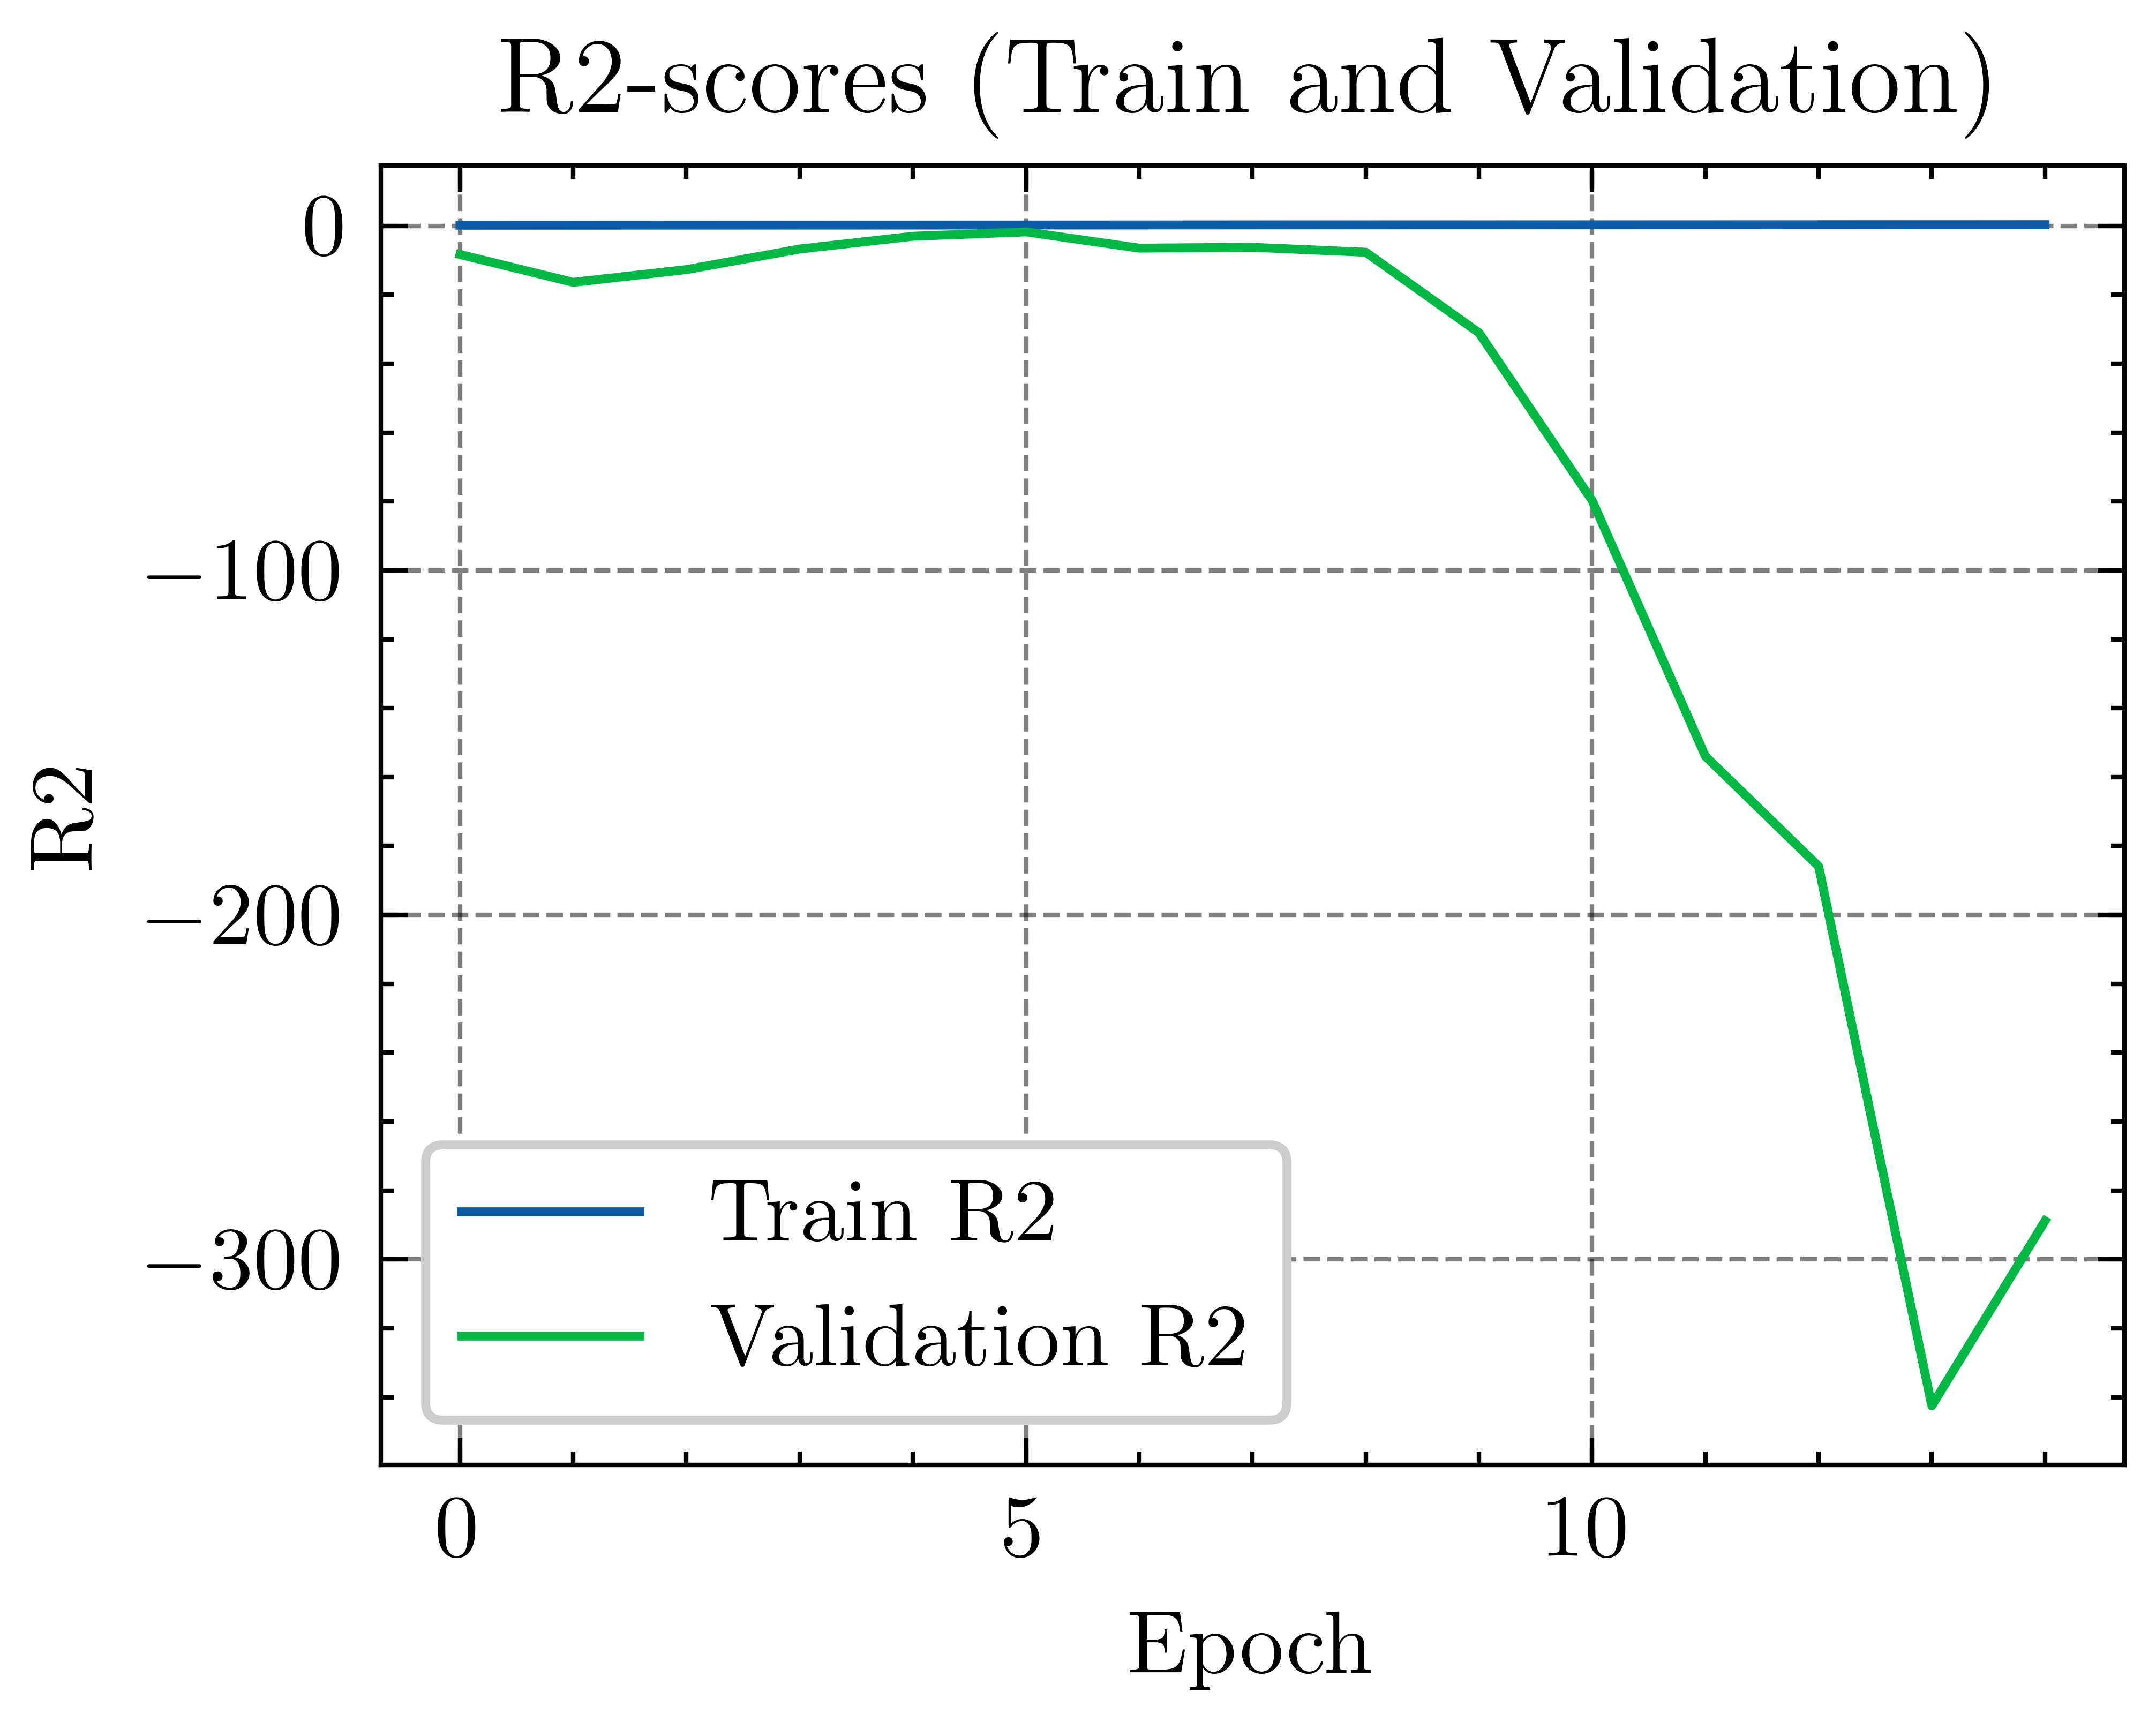 R2-scores (Train and Validation)
0
−100
−200
−300
R2
Train R2
Validation R2
0 5 10
Epoch